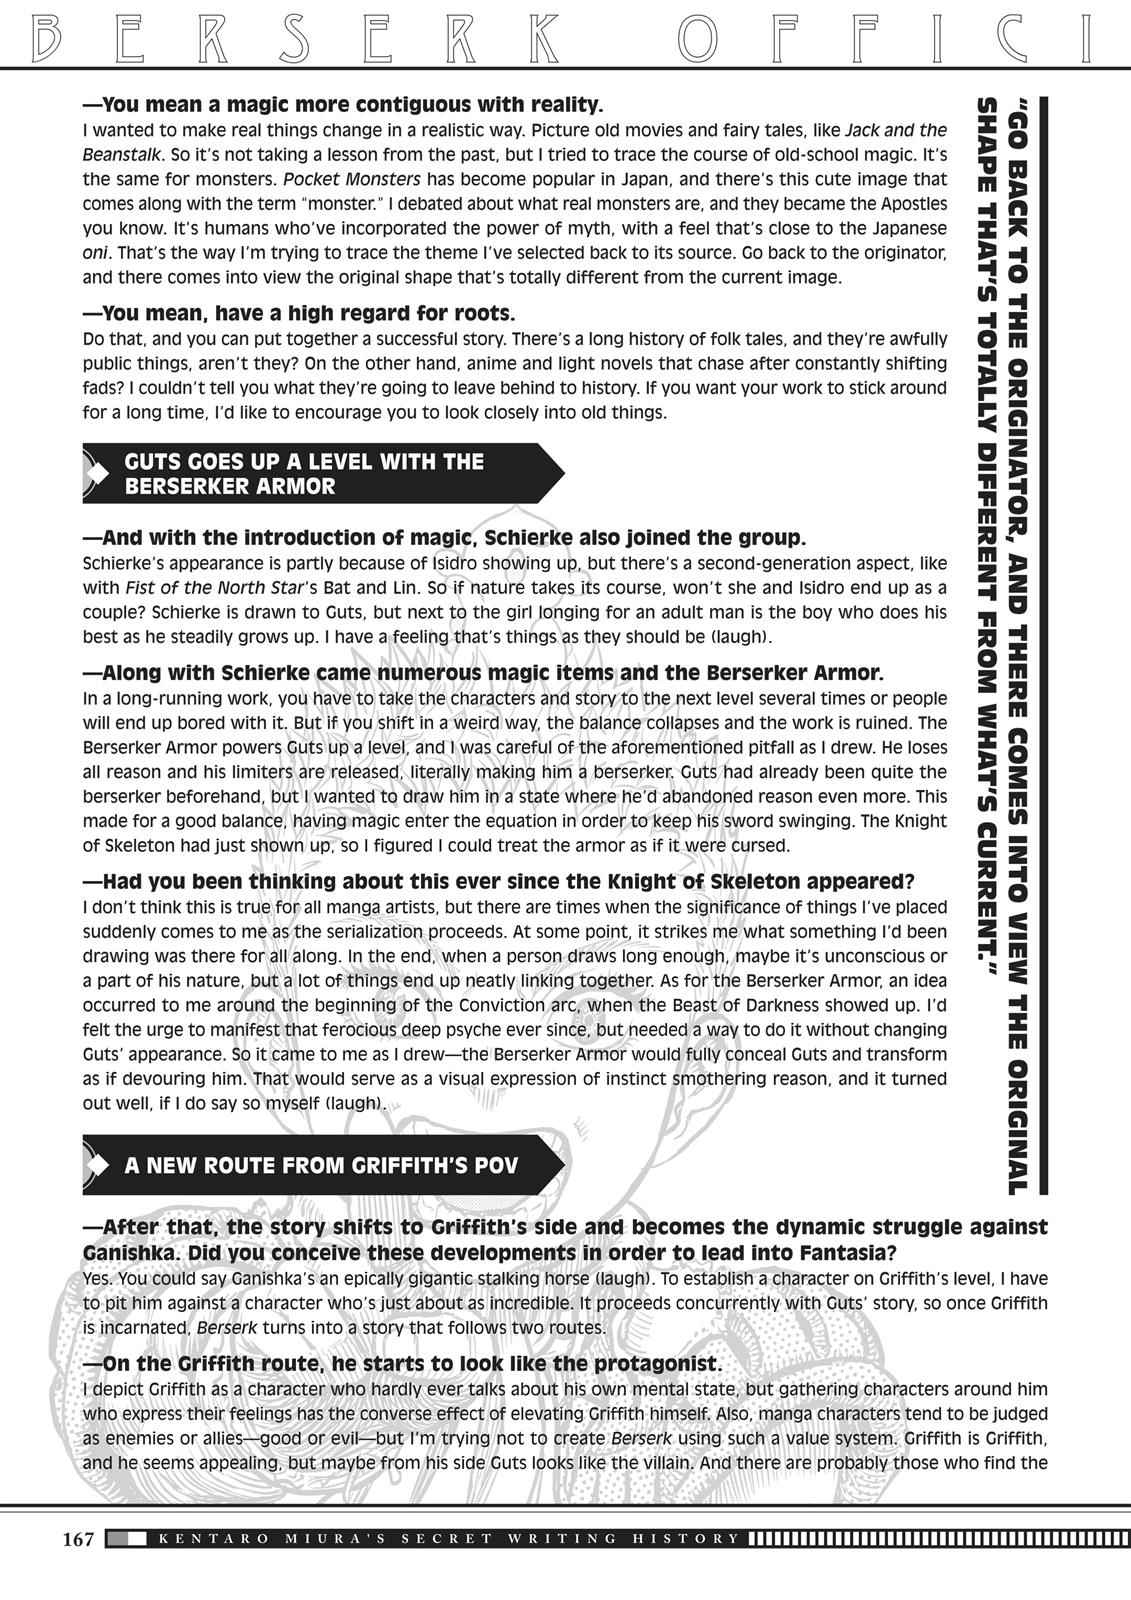 BERSERK OFFICI
—You mean a magic more contiguous with reality.
I wanted to make real things change in a realistic way. Picture old movies and fairy tales, like Jack and the
Beanstalk. So it's not taking a lesson from the past, but I tried to trace the course of old-school magic. It's
the same for monsters. Pocket Monsters has become popular in Japan, and there's this cute image that
comes along with the term “monster.” I debated about what real monsters are, and they became the Apostles
you know. It's humans who've incorporated the power of myth, with a feel that's close to the Japanese
oni. That's the way I'm trying to trace the theme I've selected back to its source. Go back to the originator,
and there comes into view the original shape that's totally different from the current image.
—You mean, have a high regard for roots.
Do that, and you can put together a successful story. There's a long history of folk tales, and they're awfully
public things, aren't they? On the other hand, anime and light novels that chase after constantly shifting
fads? I couldn't tell you what they're going to leave behind to history. If you want your work to stick around
for a long time, I'd like to encourage you to look closely into old things.
GUTS GOES UP A LEVEL WITH THE
BERSERKER ARMOR
—And with the introduction of magic, Schierke also joined the group.
Schierke's appearance is partly because of Isidro showing up, but there's a second-generation aspect, like
with Fist of the North Star's Bat and Lin. So if nature takes its course, won't she and Isidro end up as a
couple? Schierke is drawn to Guts, but next to the girl longing for an adult man is the boy who does his
best as he steadily grows up. I have a feeling that's things as they should be (laugh).
—Along with Schierke came numerous magic items and the Berserker Armor.
In a long-running work, you have to take the characters and story to the next level several times or people
will end up bored with it. But if you shift in a weird way, the balance collapses and the work is ruined. The
Berserker Armor powers Guts up a level, and I was careful of the aforementioned pitfall as I drew. He loses
all reason and his limiters are released, literally making him a berserker. Guts had already been quite the
berserker beforehand, but I wanted to draw him in a state where he'd abandoned reason even more. This
made for a good balance, having magic enter the equation in order to keep his sword swinging. The Knight
of Skeleton had just shown up, so I figured I could treat the armor as if it were cursed.
—Had you been thinking about this ever since the Knight of Skeleton appeared?
I don't think this is true for all manga artists, but there are times when the significance of things I've placed
suddenly comes to me as the serialization proceeds. At some point, it strikes me what something I'd been
drawing was there for all along. In the end, when a person draws long enough, maybe it's unconscious or
a part of his nature, but a lot of things end up neatly linking together. As for the Berserker Armor, an idea
occurred to me around the beginning of the Conviction arc, when the Beast of Darkness showed up. I'd
felt the urge to manifest that ferocious deep psyche ever since, but needed a way to do it without changing
Guts' appearance. So it came to me as I drew—the Berserker Armor would fully conceal Guts and transform
as if devouring him. That would serve as a visual expression of instinct smothering reason, and it turned
out well, if I do say so myself (laugh).
A NEW ROUTE FROM GRIFFITH'S POV
—After that, the story shifts to Griffith's side and becomes the dynamic struggle against
Ganishka. Did you conceive these developments in order to lead into Fantasia?
Yes. You could say Ganishka's an epically gigantic stalking horse (laugh). To establish a character on Griffith's level, I have
to pit him against a character who's just about as incredible. It proceeds concurrently with Guts' story, so once Griffith
is incarnated, Berserk turns into a story that follows two routes.
—On the Griffith route, he starts to look like the protagonist.
I depict Griffith as a character who hardly ever talks about his own mental state, but gathering characters around him
who express their feelings has the converse effect of elevating Griffith himself. Also, manga characters tend to be judged
as enemies or allies—good or evil—but I'm trying not to create Berserk using such a value system. Griffith is Griffith,
and he seems appealing, but maybe from his side Guts looks like the villain. And there are probably those who find the
“GO BACK TO THE ORIGINATOR, AND THERE COMES INTO VIEW THE ORIGINAL
SHAPE THAT'S TOTALLY DIFFERENT FROM WHAT'S CURRENT.”
167 KENTARO MIURA'S SECRET WRITING HISTORY